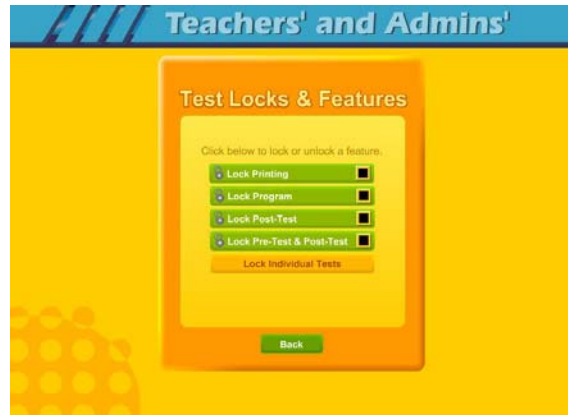 Teachers' and Admins'
Test Locks & Features
Click below to lock or unlock a feature.
Lock Printing
Lock Program
Lock Post-Test
Lock Pre-Test & Post-Test
Lock Individual Tests
Back